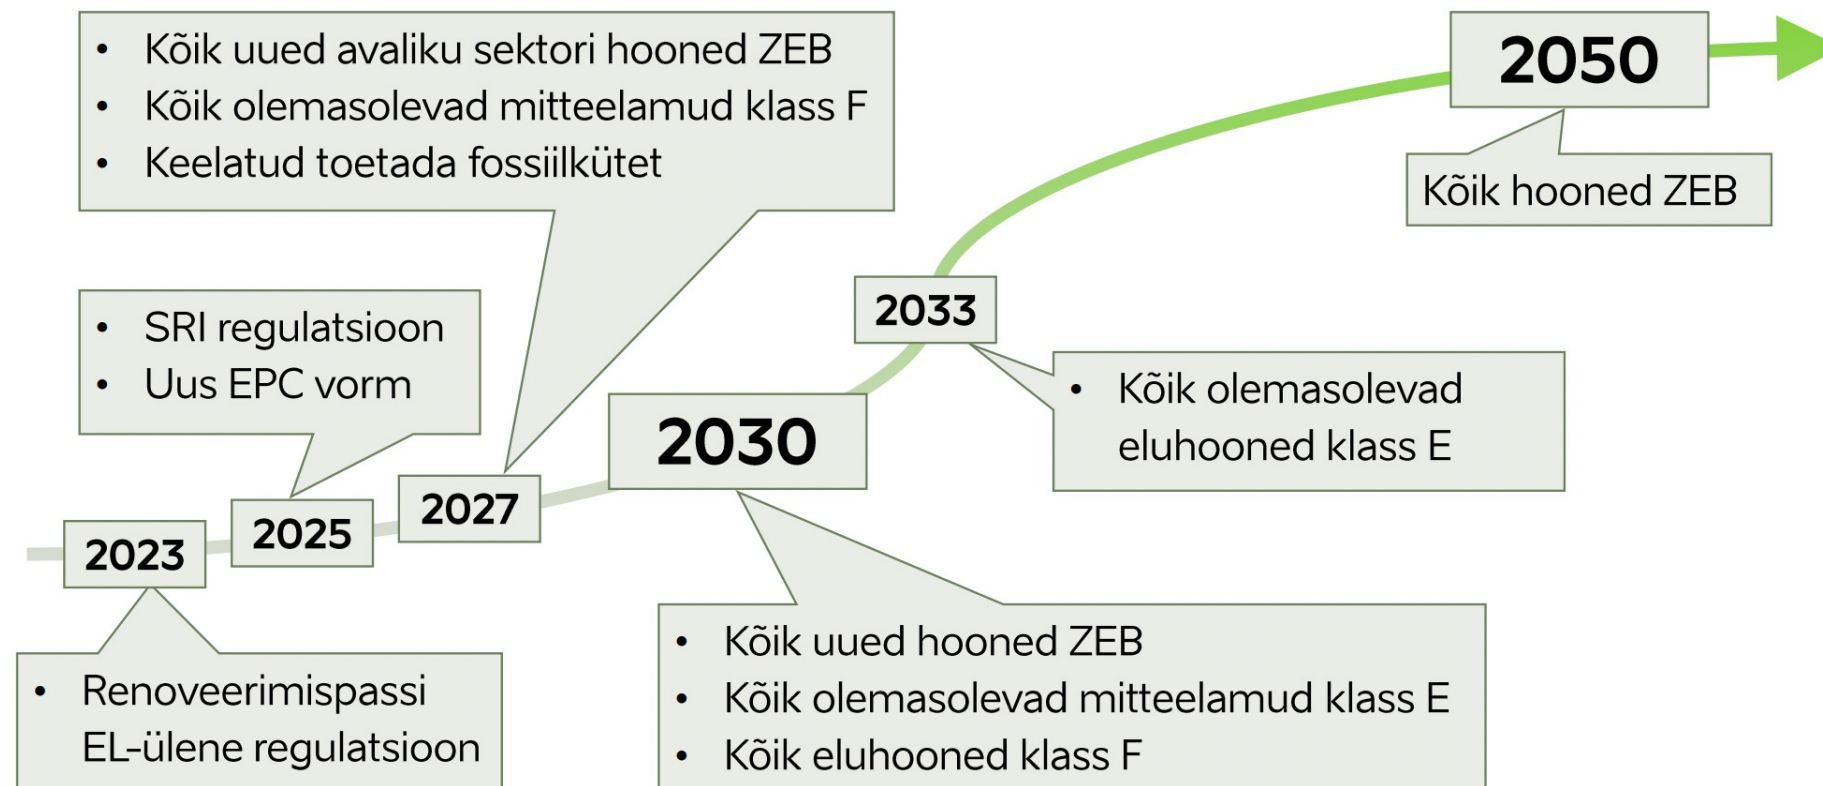 • Kõik uued avaliku sektori hooned ZEB
• Kõik olemasolevad mitteelamud klass F
• Keelatud toetada fossiilkütet
2050
Kõik hooned ZEB
• SRI regulatsioon
• Uus EPC vorm
2033
• Kõik olemasolevad
eluhooned klass E
2030
2027
2025
2023
• Renoveerimispassi
EL-ülene regulatsioon
• Kõik uued hooned ZEB
• Kõik olemasolevad mitteelamud klass E
• Kõik eluhooned klass F